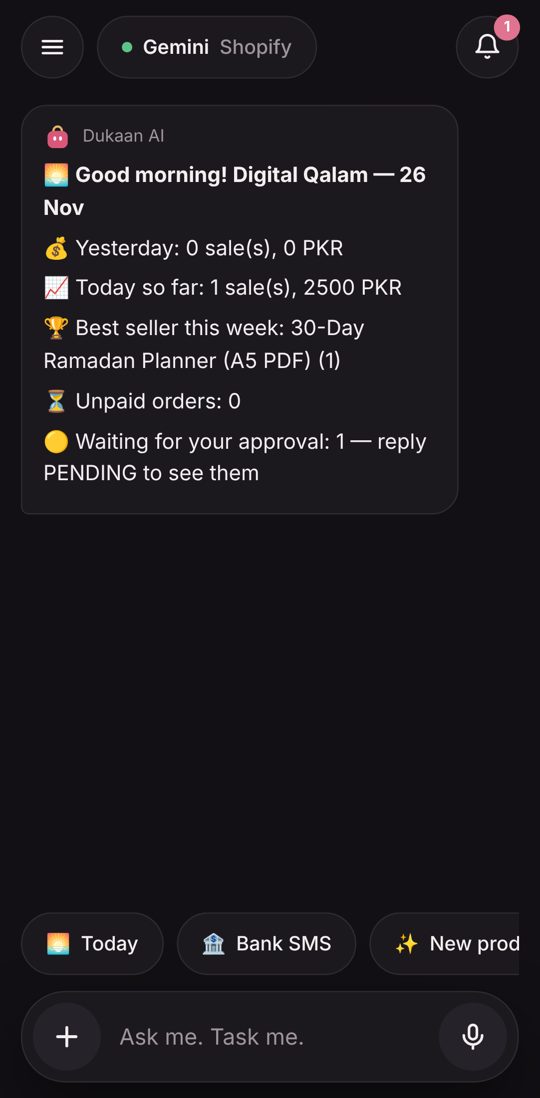 Gemini Shopify
1
Dukaan AI
🌅 Good morning! Digital Qalam — 26
Nov
💰 Yesterday: 0 sale(s), 0 PKR
📈 Today so far: 1 sale(s), 2500 PKR
🏆 Best seller this week: 30-Day
Ramadan Planner (A5 PDF) (1)
⏳ Unpaid orders: 0
🟡 Waiting for your approval: 1 — reply
PENDING to see them
🌅 Today
🏦 Bank SMS
✨ New prod
Ask me. Task me.